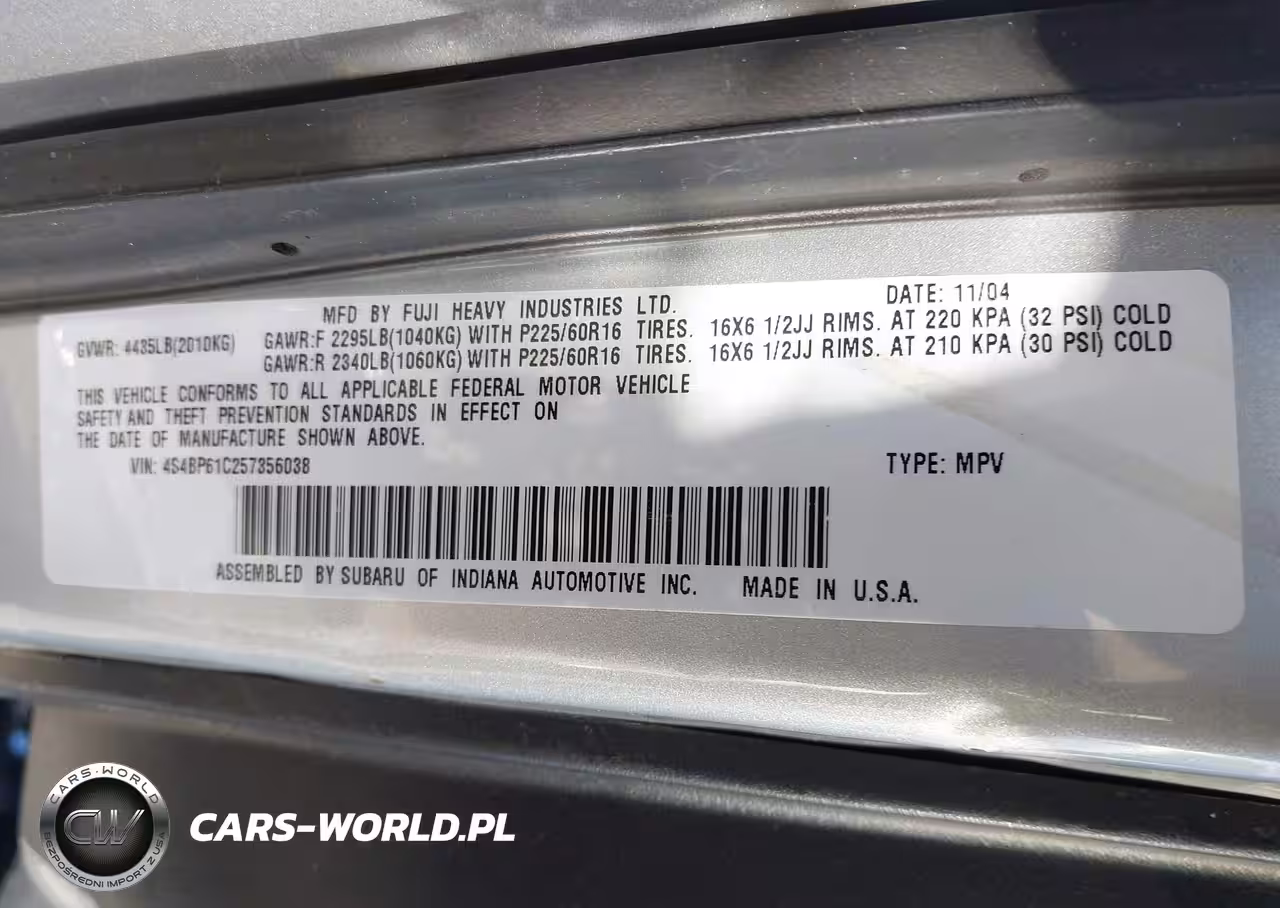 MFD BY FUJI HEAVY INDUSTRIES LTD. DATE: 11/04
GVWR: 4435LB(2010KG) GAWR:F 2295LB(1040KG) WITH P225/60R16 TIRES. 16X6 1/2JJ RIMS. AT 220 KPA (32 PSI) COLD
GAWR:R 2340LB(1060KG) WITH P225/60R16 TIRES. 16X6 1/2JJ RIMS. AT 210 KPA (30 PSI) COLD
THIS VEHICLE CONFORMS TO ALL APPLICABLE FEDERAL MOTOR VEHICLE
SAFETY AND THEFT PREVENTION STANDARDS IN EFFECT ON
THE DATE OF MANUFACTURE SHOWN ABOVE.
VIN: 4S4BP61C257356038 TYPE: MPV
ASSEMBLED BY SUBARU OF INDIANA AUTOMOTIVE INC. MADE IN U.S.A.
CARS-WORLD
CW
BEZPOŚREDNI IMPORT Z USA
CARS-WORLD.PL